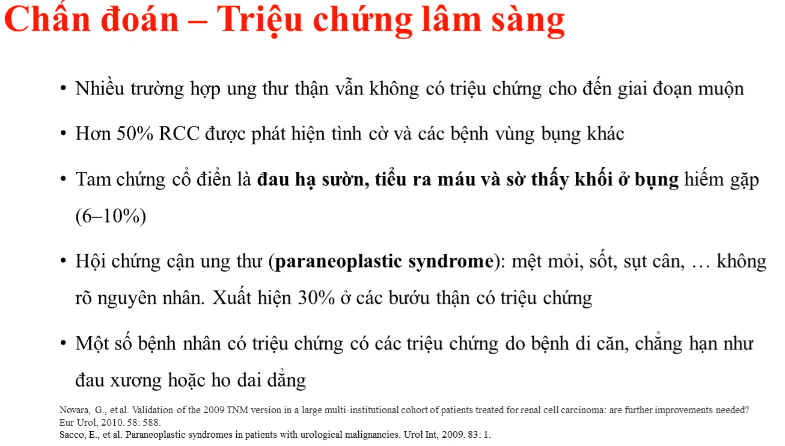 Chẩn đoán – Triệu chứng lâm sàng
• Nhiều trường hợp ung thư thận vẫn không có triệu chứng cho đến giai đoạn muộn
• Hơn 50% RCC được phát hiện tình cờ và các bệnh vùng bụng khác
• Tam chứng cổ điển là đau hạ sườn, tiểu ra máu và sờ thấy khối ở bụng hiếm gặp
(6–10%)
• Hội chứng cận ung thư (paraneoplastic syndrome): mệt mỏi, sốt, sụt cân, … không
rõ nguyên nhân. Xuất hiện 30% ở các bướu thận có triệu chứng
• Một số bệnh nhân có triệu chứng có các triệu chứng do bệnh di căn, chẳng hạn như
đau xương hoặc ho dai dẳng
Novara, G., et al. Validation of the 2009 TNM version in a large multi-institutional cohort of patients treated for renal cell carcinoma: are further improvements needed?
Eur Urol, 2010. 58: 588.
Sacco, E., et al. Paraneoplastic syndromes in patients with urological malignancies. Urol Int, 2009. 83: 1.